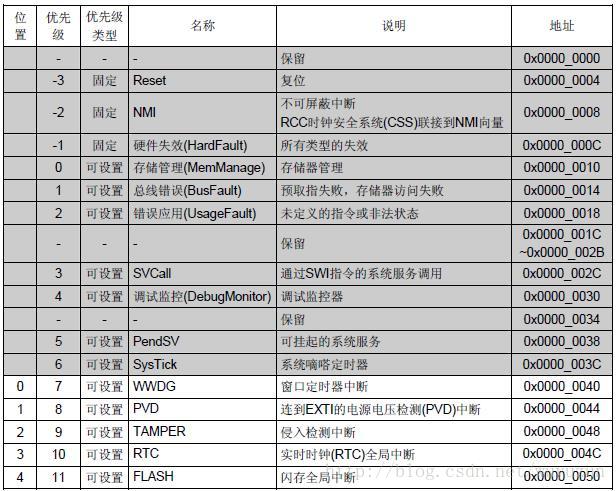 位置 优先级 优先级类型 名称 说明 地址
- - - 保留 0x0000_0000
-3 固定 Reset 复位 0x0000_0004
-2 固定 NMI 不可屏蔽中断 0x0000_0008
RCC时钟安全系统(CSS)联接到NMI向量
-1 固定 硬件失效(HardFault) 所有类型的失效 0x0000_000C
0 可设置 存储管理(MemManage) 存储器管理 0x0000_0010
1 可设置 总线错误(BusFault) 预取指失败，存储器访问失败 0x0000_0014
2 可设置 错误应用(UsageFault) 未定义的指令或非法状态 0x0000_0018
- - - 保留 0x0000_001C
~0x0000_002B
3 可设置 SVCall 通过SWI指令的系统服务调用 0x0000_002C
4 可设置 调试监控(DebugMonitor) 调试监控器 0x0000_0030
- - - 保留 0x0000_0034
5 可设置 PendSV 可挂起的系统服务 0x0000_0038
6 可设置 SysTick 系统嘀嗒定时器 0x0000_003C
0 7 可设置 WWDG 窗口定时器中断 0x0000_0040
1 8 可设置 PVD 连到EXTI的电源电压检测(PVD)中断 0x0000_0044
2 9 可设置 TAMPER 侵入检测中断 0x0000_0048
3 10 可设置 RTC 实时时钟(RTC)全局中断 0x0000_004C
4 11 可设置 FLASH 闪存全局中断 0x0000_0050